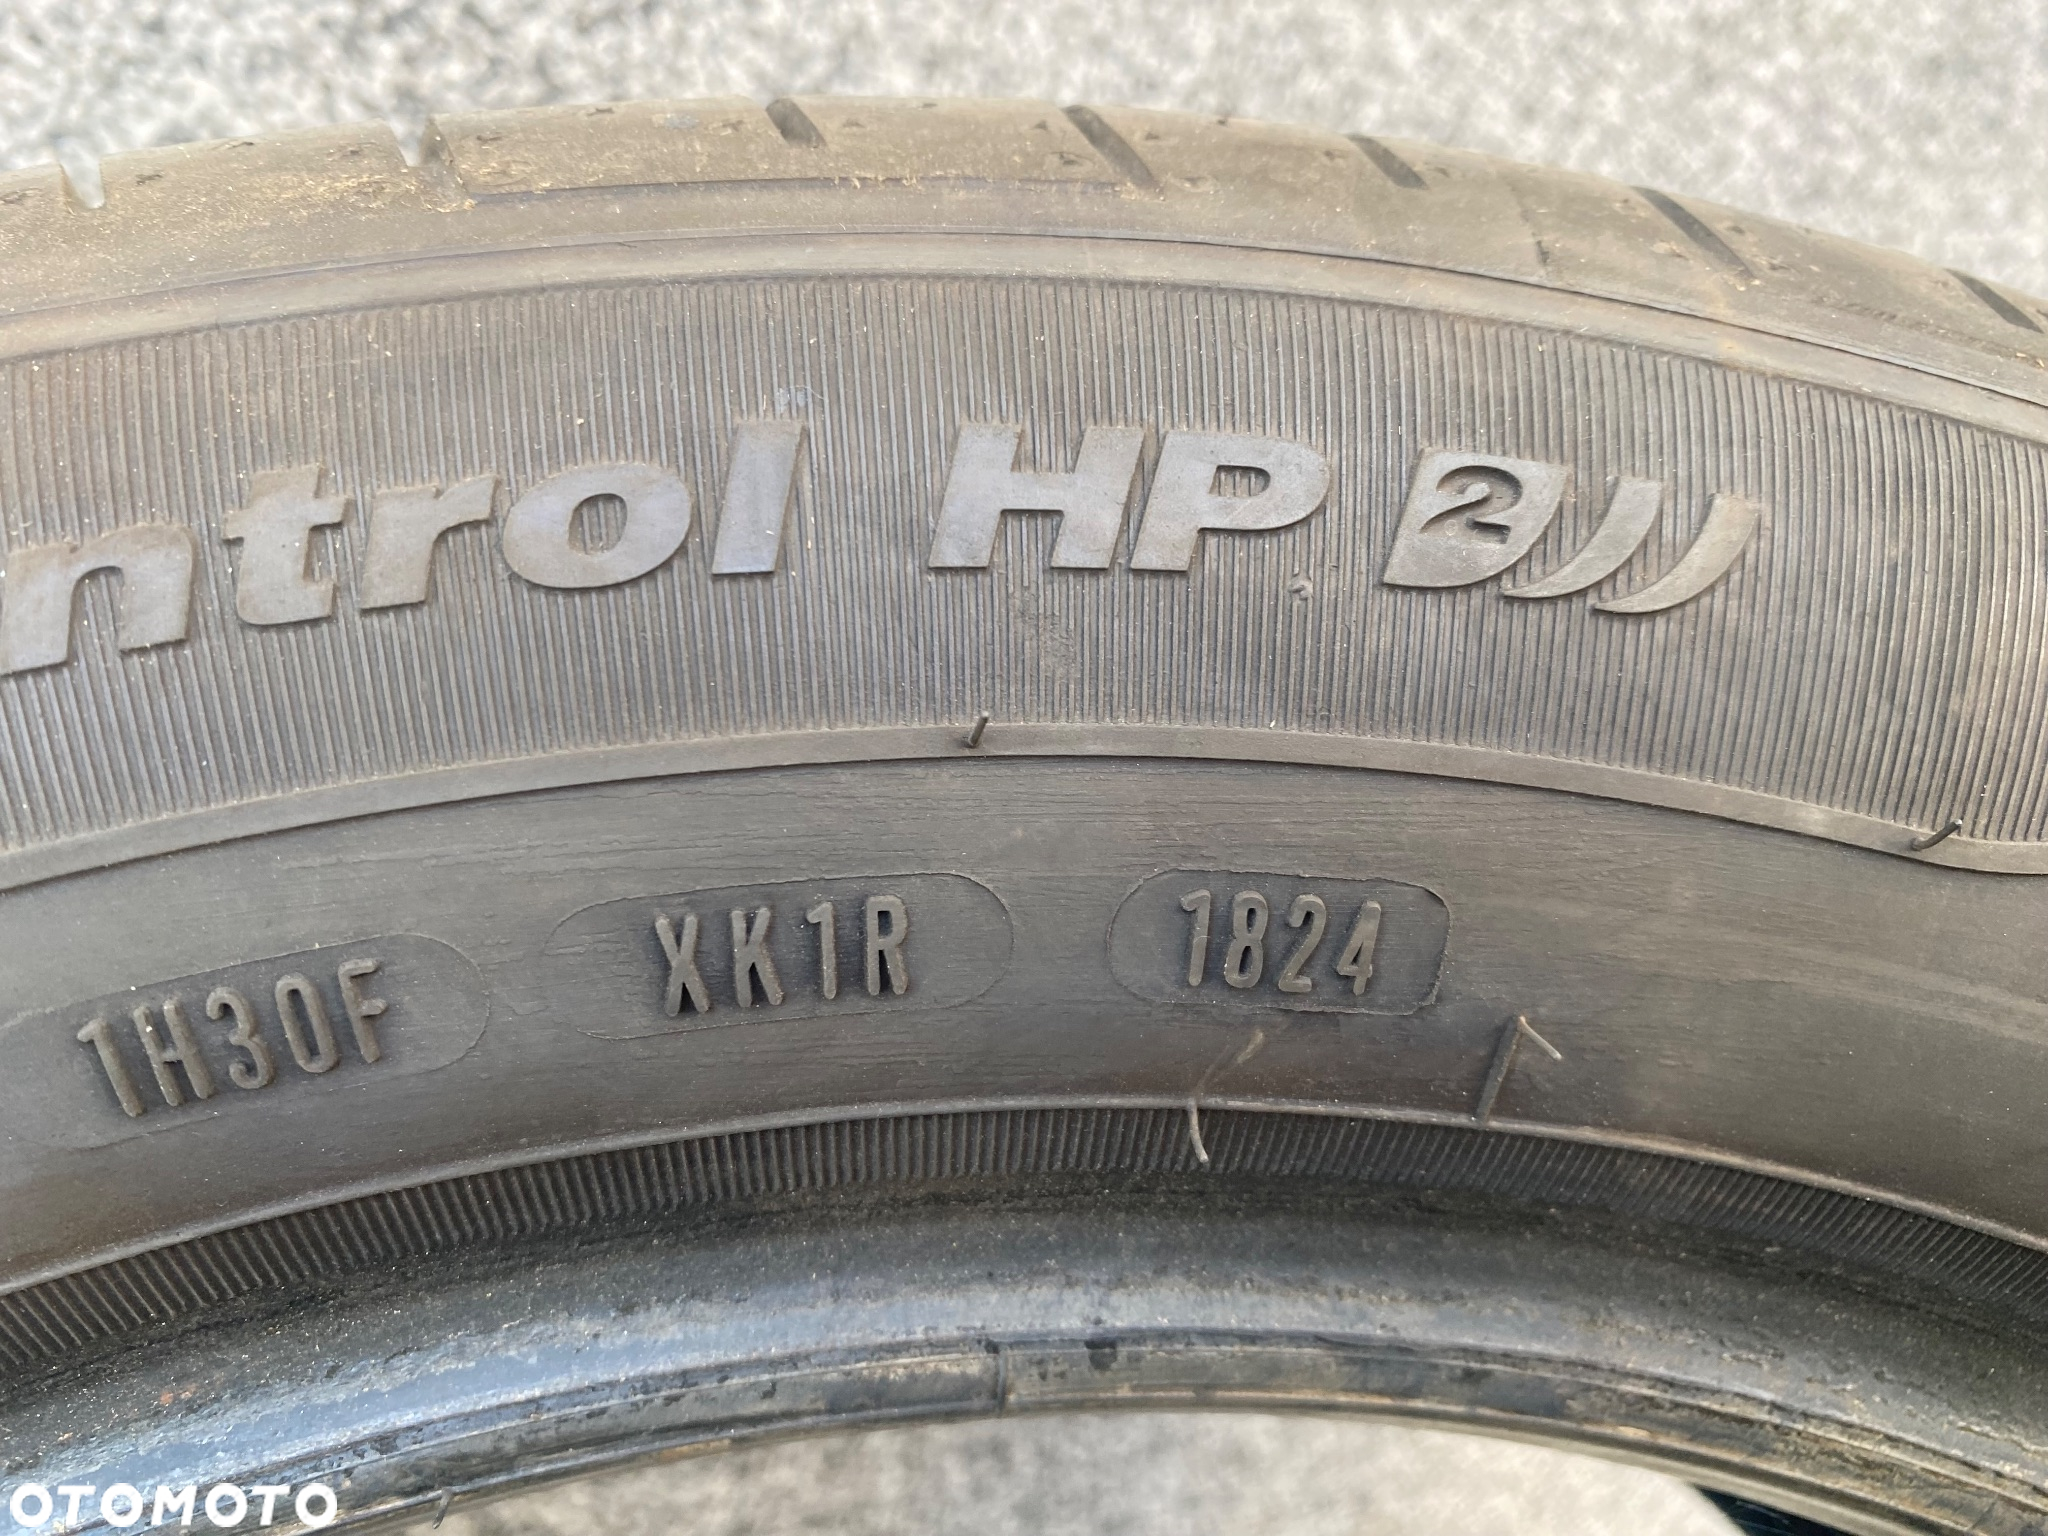 ntrol HP 2
1H30F XK1R 1824
OTOMOTO